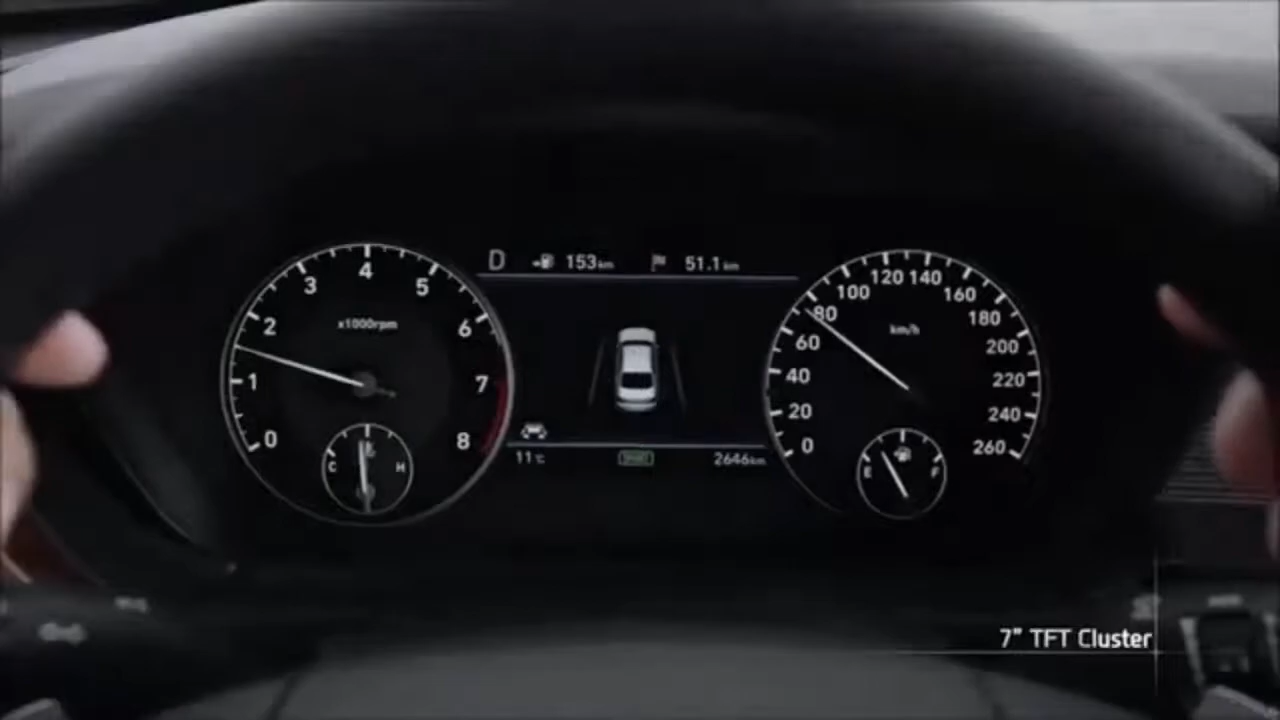 D 153km 51.1km
0 1 2 3 4 5 6 7 8
x1000rpm
C H
0 20 40 60 80 100 120 140 160 180 200 220 240 260
km/h
E F
11℃ SPORT 2646km
7" TFT Cluster